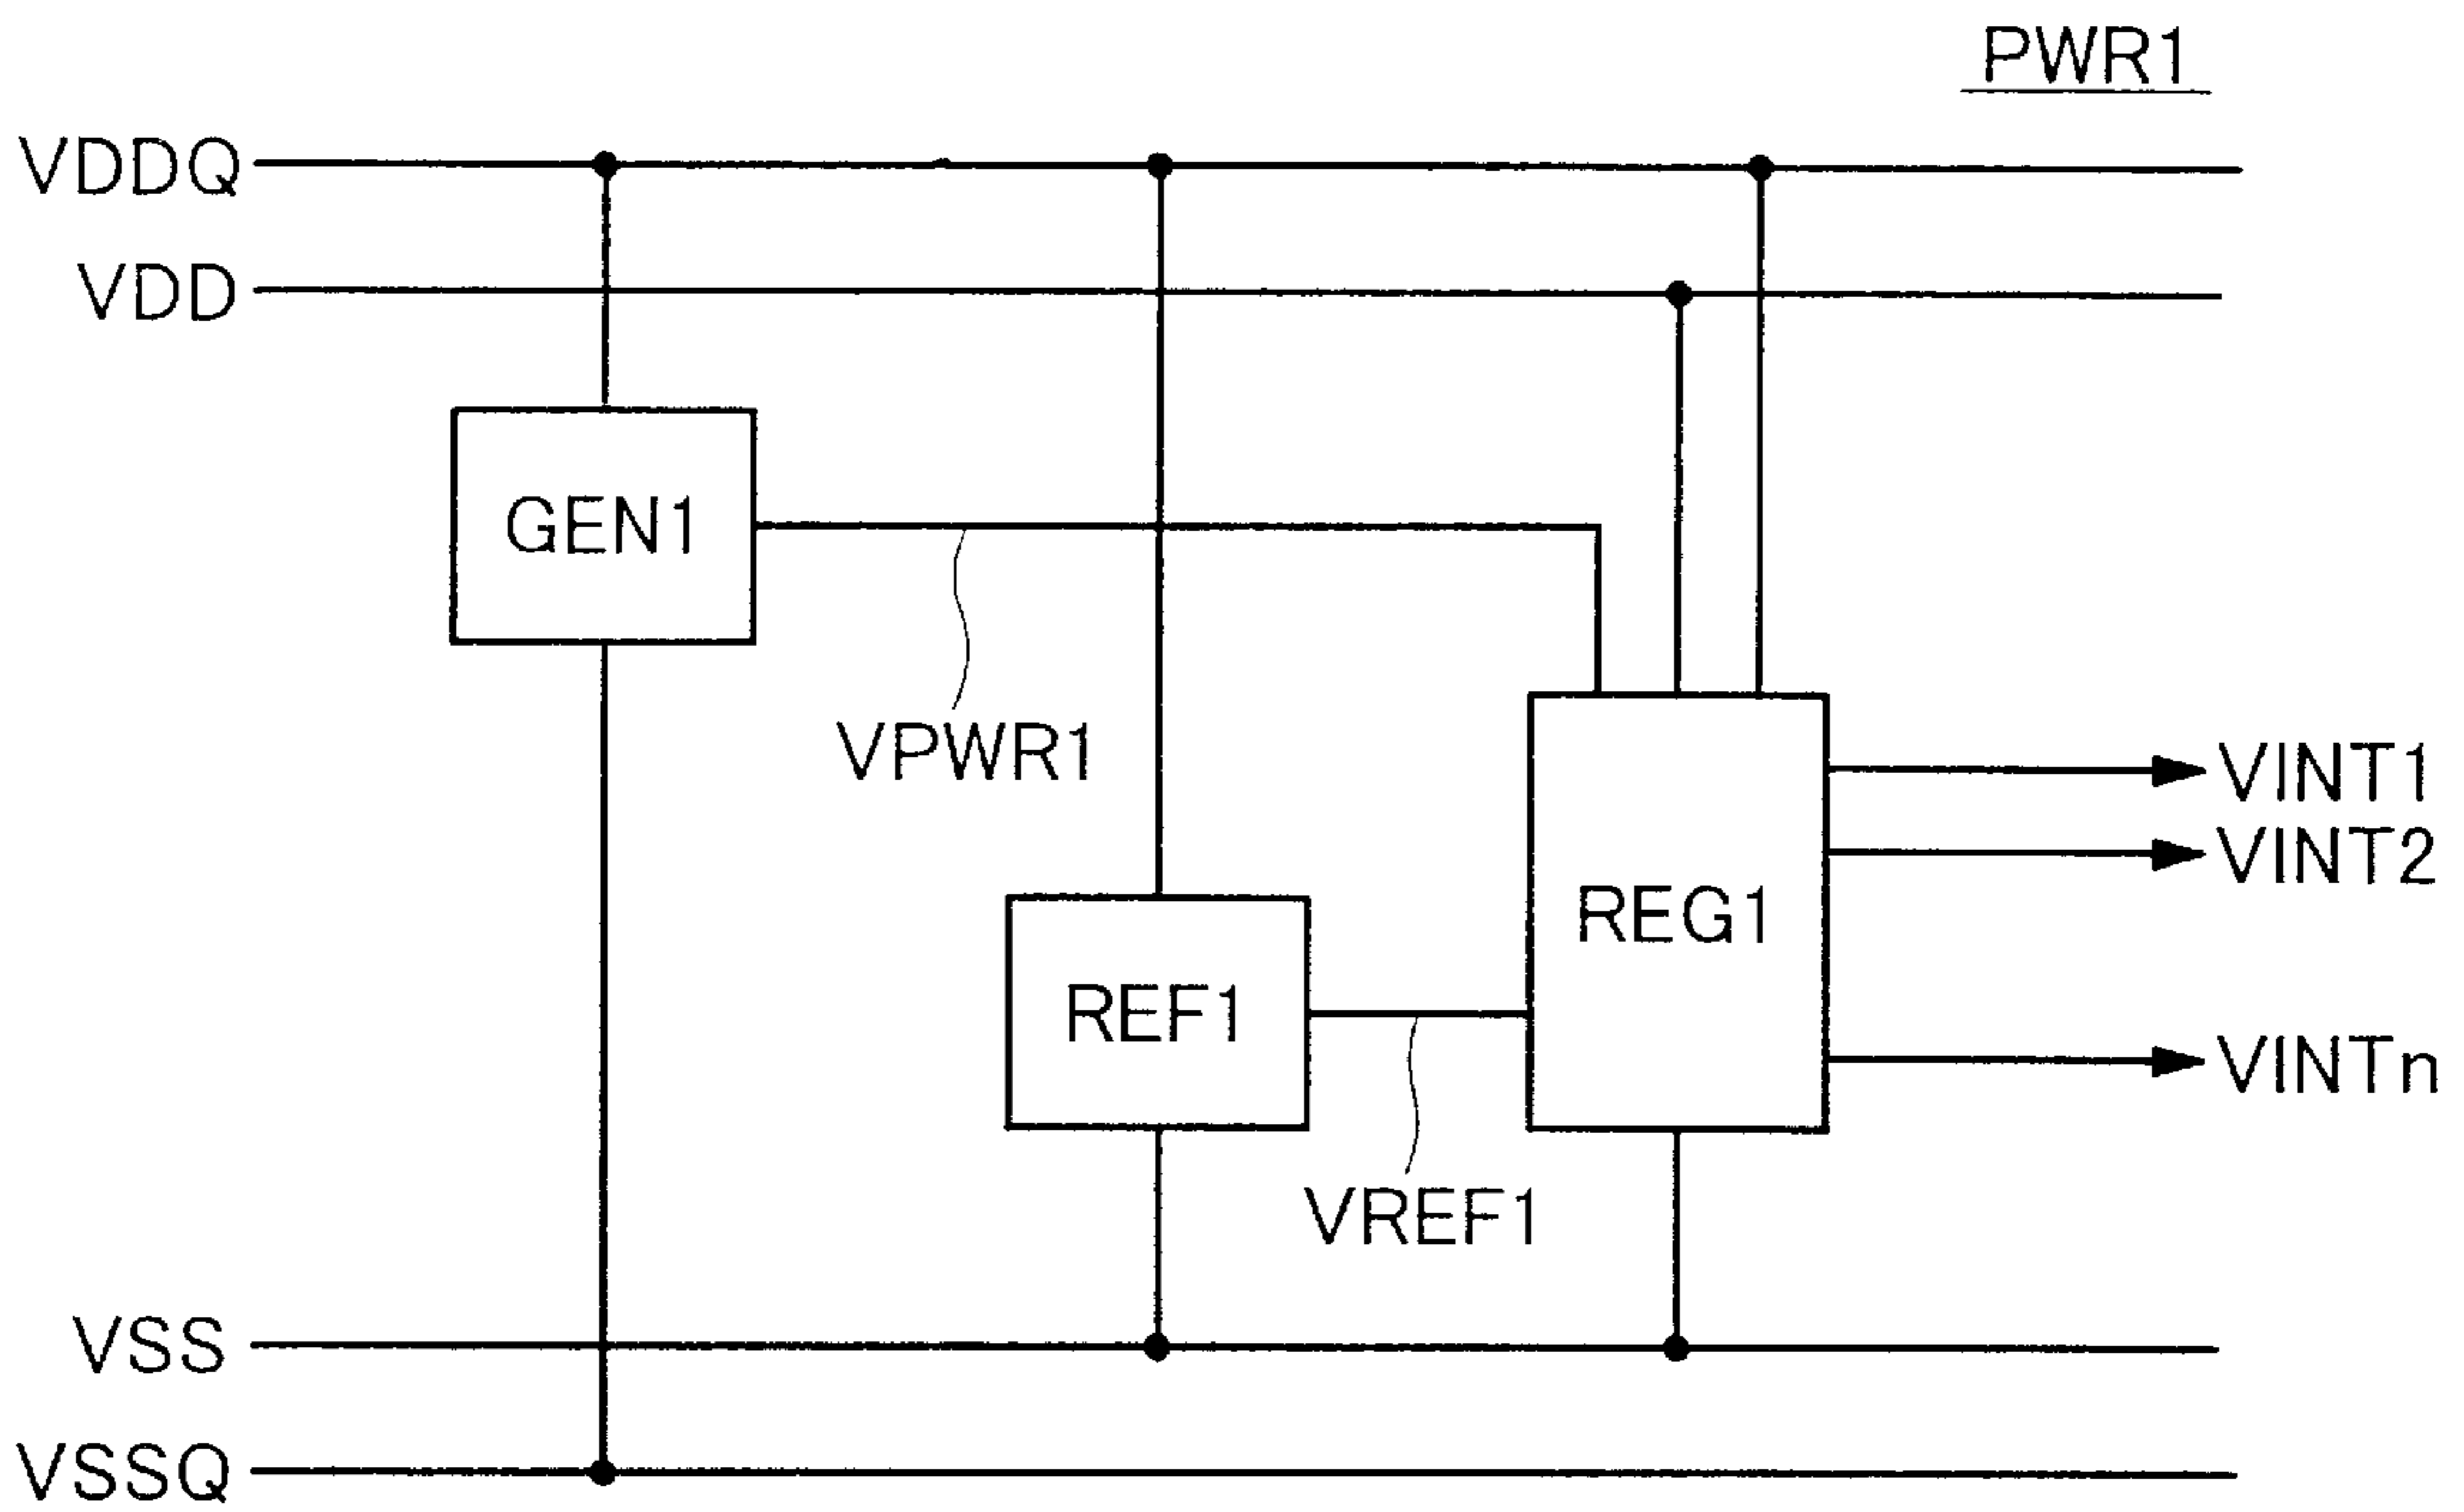 PWR1
VDDQ
VDD
GEN1
VPWR1
VINT1
VINT2
REG1
REF1
VINTn
VREF1
VSS
VSSQ